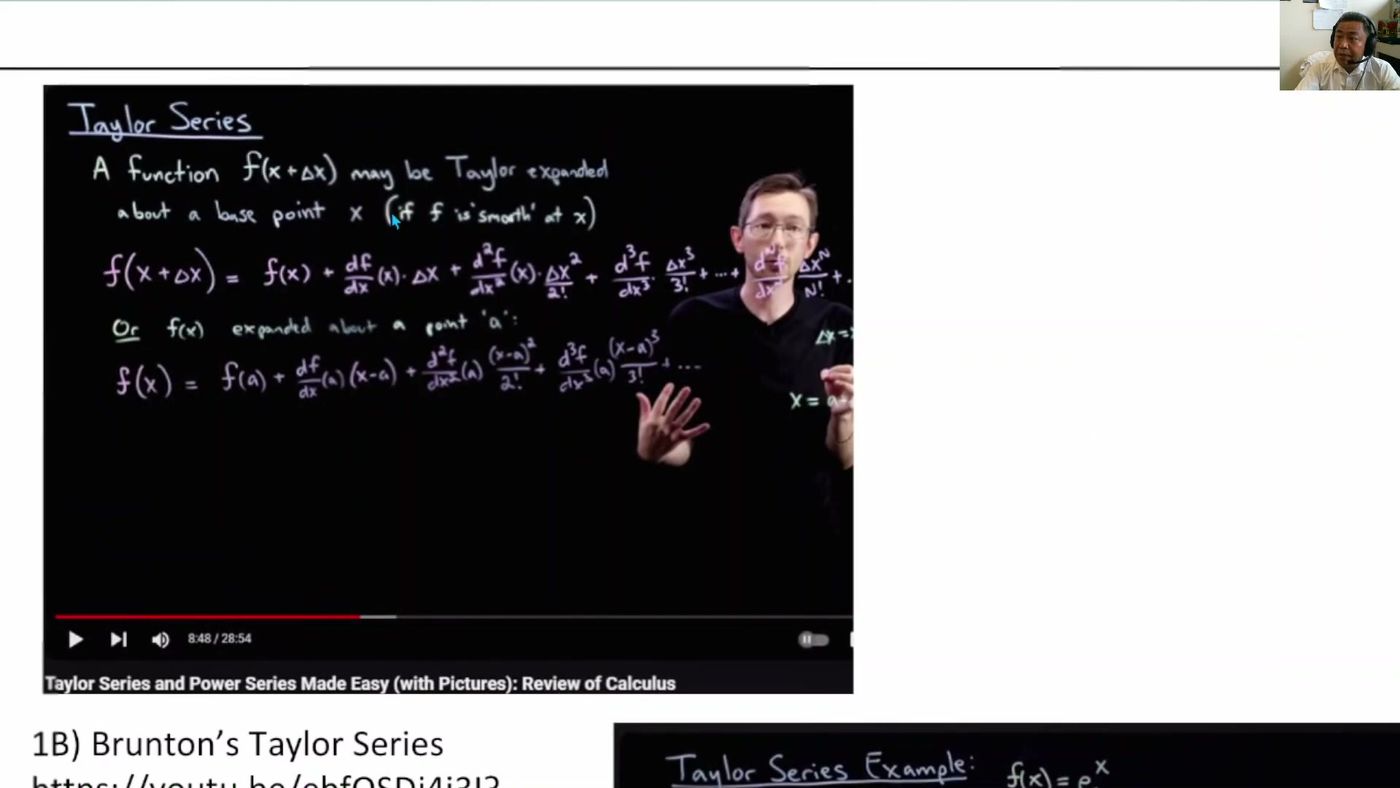 Taylor Series
A function f(x+Δx) may be Taylor expanded
about a base point x (if f is 'smooth' at x)
f(x+Δx) = f(x) + df/dx (x)·Δx + d²f/dx² (x)·Δx²/2! + d³f/dx³· Δx³/3! + ... + Δx^N/N! + .
Or f(x) expanded about a point 'a':
Δx =
f(x) = f(a) + df/dx (a) (x-a) + d²f/dx² (a) (x-a)²/2! + d³f/dx³ (a) (x-a)³/3! + ...
x = a
8:48 / 28:54
Taylor Series and Power Series Made Easy (with Pictures): Review of Calculus
1B) Brunton's Taylor Series
Taylor Series Example: f(x) = e^x